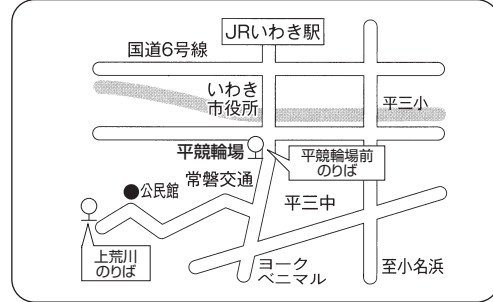 JRいわき駅
国道6号線
いわき
市役所
平三小
平競輪場
平競輪場前
のりば
常磐交通
公民館
平三中
上荒川
のりば
ヨーク
ベニマル
至小名浜